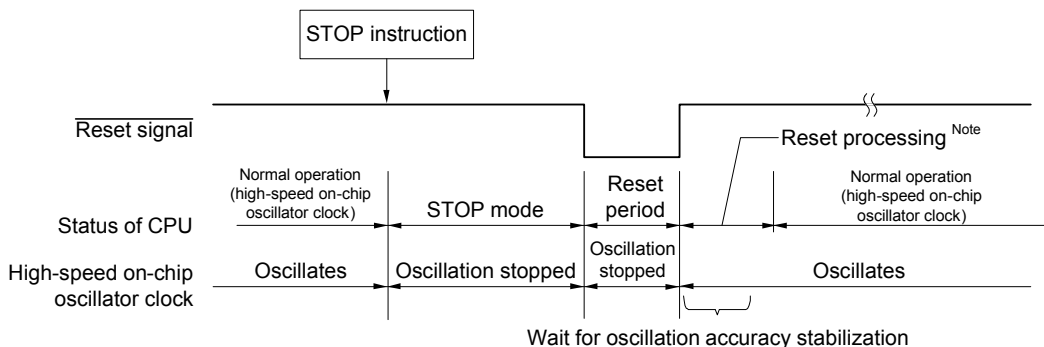 STOP instruction
Reset signal
Reset processing Note
Normal operation
(high-speed on-chip
oscillator clock)
Status of CPU
STOP mode
Reset
period
Normal operation
(high-speed on-chip
oscillator clock)
High-speed on-chip
oscillator clock
Oscillates
Oscillation stopped
Oscillation
stopped
Oscillates
Wait for oscillation accuracy stabilization